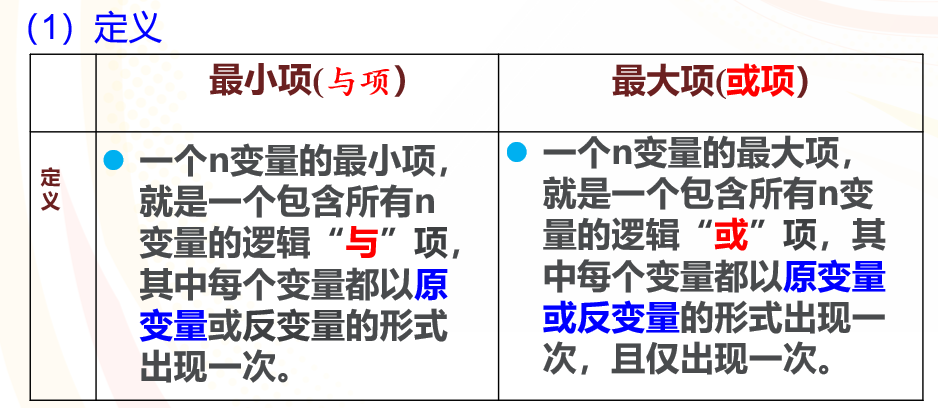 （1）定义
最小项(与项）
最大项(或项)
定
义
一个n变量的最小项，
就是一个包含所有n
变量的逻辑“与”项，
其中每个变量都以原
变量或反变量的形式
出现一次。
一个n变量的最大项，
就是一个包含所有n变
量的逻辑“或”项，其
中每个变量都以原变量
或反变量的形式出现一
次，且仅出现一次。